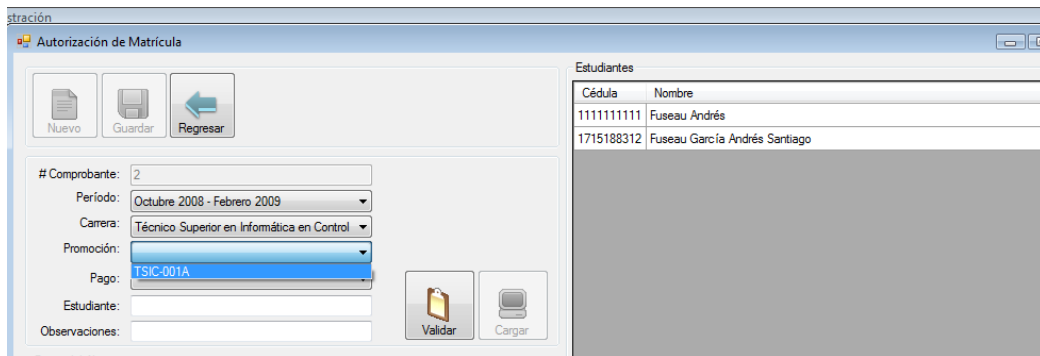 stración
Autorización de Matrícula
Nuevo Guardar Regresar
# Comprobante: 2
Período: Octubre 2008 - Febrero 2009
Carrera: Técnico Superior en Informática en Control
Promoción:
TSIC-001A
Pago:
Estudiante:
Observaciones:
Validar Cargar
Estudiantes
Cédula Nombre
1111111111 Fuseau Andrés
1715188312 Fuseau García Andrés Santiago